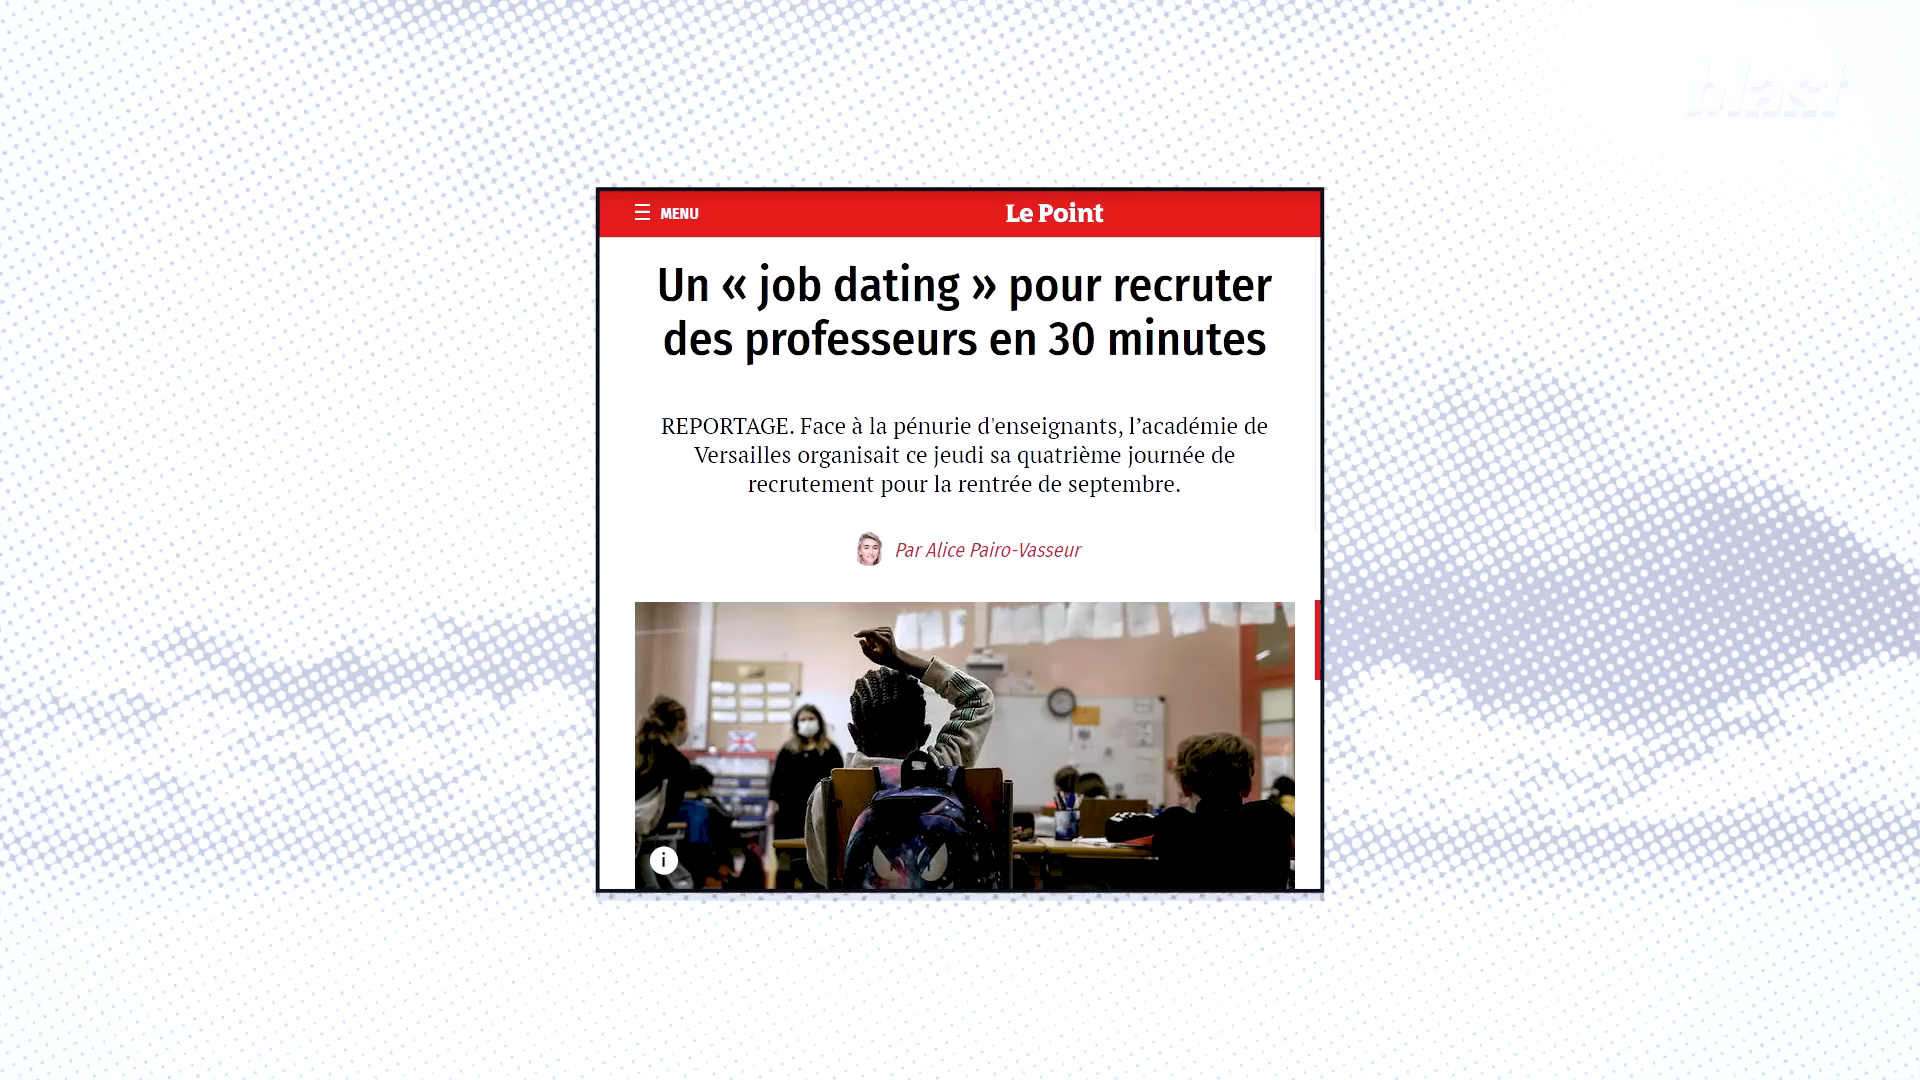 blast
MENU
Le Point
Un « job dating » pour recruter
des professeurs en 30 minutes
REPORTAGE. Face à la pénurie d'enseignants, l’académie de
Versailles organisait ce jeudi sa quatrième journée de
recrutement pour la rentrée de septembre.
Par Alice Pairo-Vasseur
i